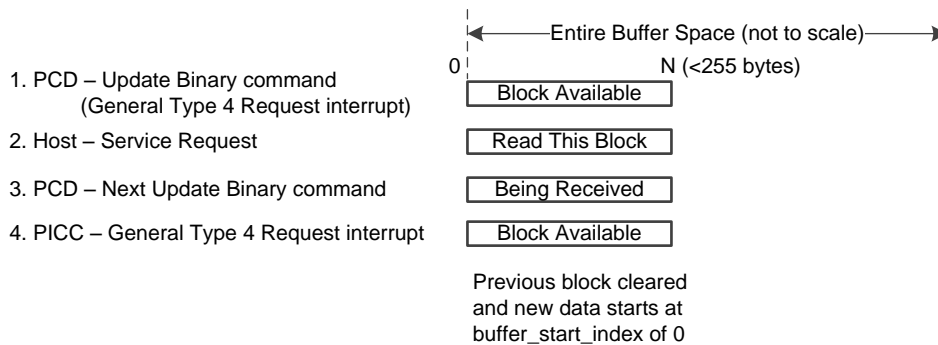 Entire Buffer Space (not to scale)
0
N (<255 bytes)
1. PCD – Update Binary command
(General Type 4 Request interrupt)
Block Available
2. Host – Service Request
Read This Block
3. PCD – Next Update Binary command
Being Received
4. PICC – General Type 4 Request interrupt
Block Available
Previous block cleared
and new data starts at
buffer_start_index of 0